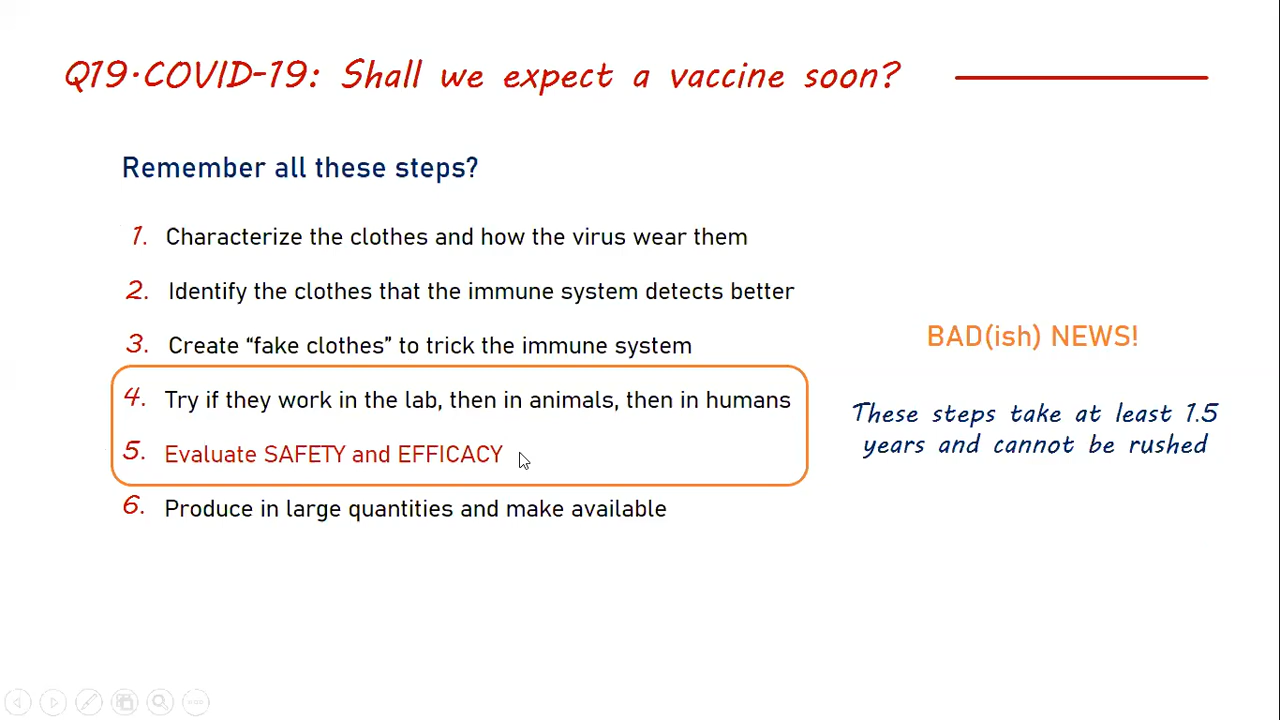 Q19·COVID-19: Shall we expect a vaccine soon?
Remember all these steps?
1. Characterize the clothes and how the virus wear them
2. Identify the clothes that the immune system detects better
3. Create “fake clothes” to trick the immune system
4. Try if they work in the lab, then in animals, then in humans
5. Evaluate SAFETY and EFFICACY
6. Produce in large quantities and make available
BAD(ish) NEWS!
These steps take at least 1.5
years and cannot be rushed